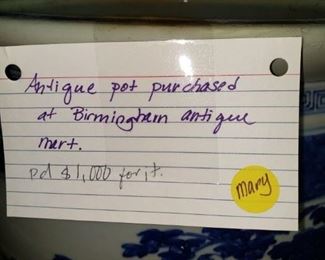 Antique pot purchased
at Birmingham antique
mart.
pd $1,000 for it.
mary